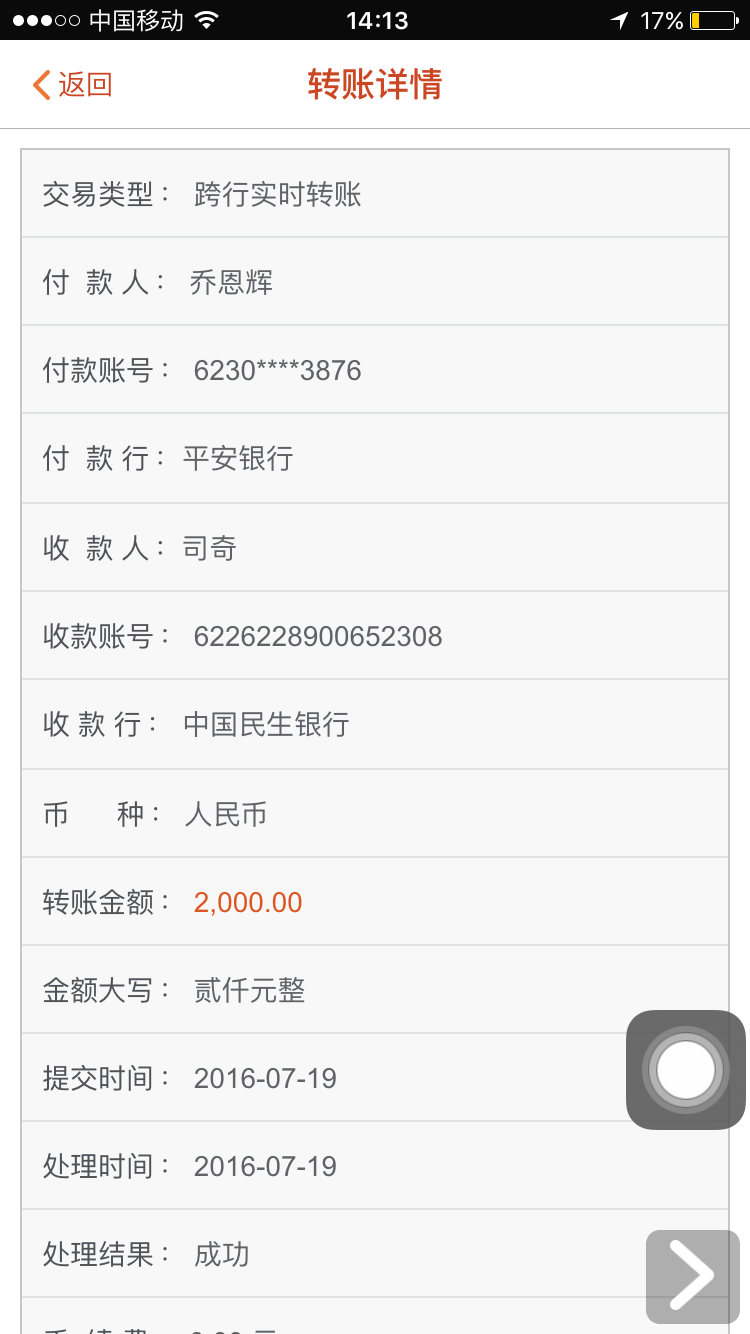 中国移动 14:13 17%
返回 转账详情
交易类型： 跨行实时转账
付 款 人： 乔恩辉
付款账号： 6230****3876
付 款 行： 平安银行
收 款 人： 司奇
收款账号： 6226228900652308
收 款 行： 中国民生银行
币 种： 人民币
转账金额： 2,000.00
金额大写： 贰仟元整
提交时间： 2016-07-19
处理时间： 2016-07-19
处理结果： 成功